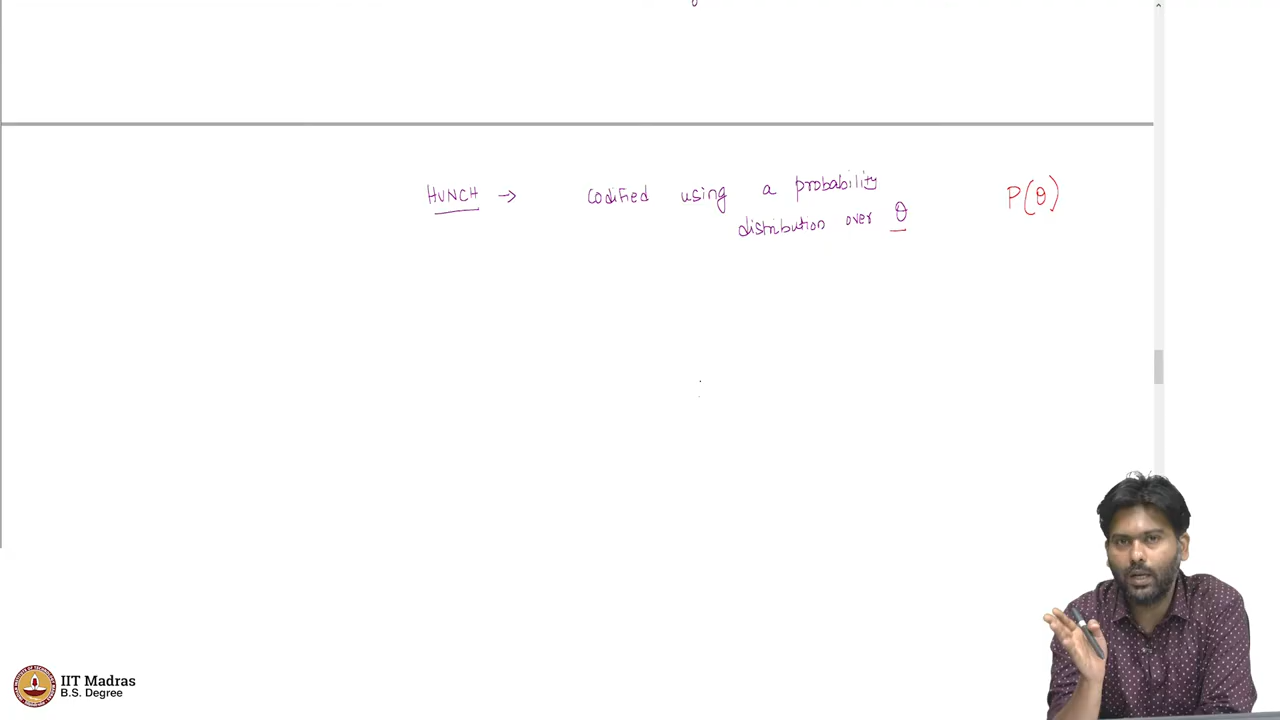 HUNCH → Codified using a probability P(θ)
distribution over θ
IIT Madras
B.S. Degree